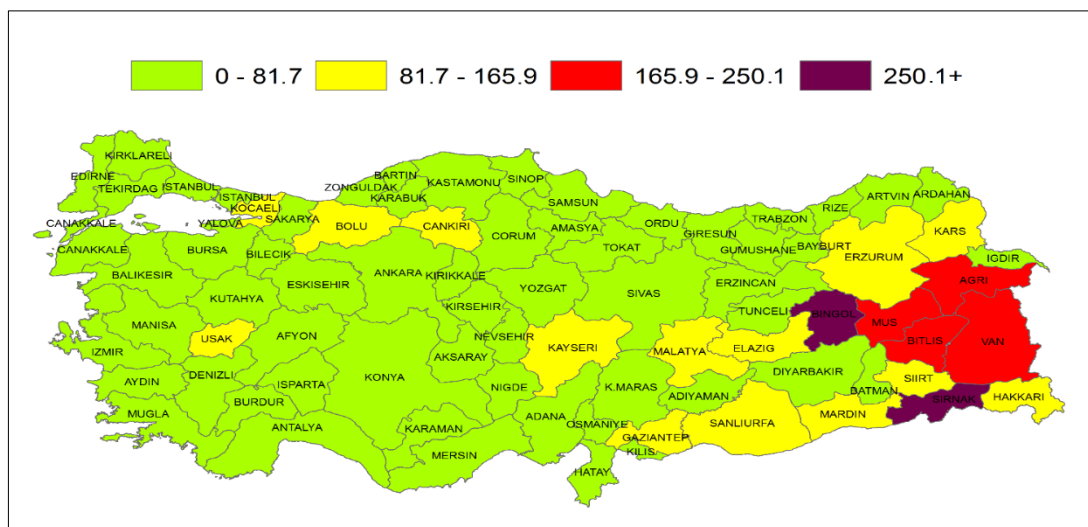 0 - 81.7 81.7 - 165.9 165.9 - 250.1 250.1+
KIRKLARELI
EDIRNE
TEKIRDAG
ISTANBUL
ISTANBUL
KOCAELI
CANAKKALE
YALOVA
SAKARYA
ZONGULDAK
BARTIN
KARABUK
KASTAMONU
SINOP
SAMSUN
ORDU
GIRESUN
TRABZON
RIZE
ARTVIN
ARDAHAN
CANAKKALE
BURSA
BILECIK
BOLU
CANKIRI
CORUM
AMASYA
TOKAT
GUMUSHANE
BAYBURT
ERZURUM
KARS
IGDIR
BALIKESIR
KUTAHYA
ESKISEHIR
ANKARA
KIRIKKALE
YOZGAT
SIVAS
ERZINCAN
AGRI
MANISA
USAK
AFYON
KIRSEHIR
NEVSEHIR
KAYSERI
MALATYA
ELAZIG
TUNCELI
BINGOL
MUS
BITLIS
VAN
IZMIR
AYDIN
DENIZLI
ISPARTA
KONYA
AKSARAY
NIGDE
K.MARAS
ADIYAMAN
DIYARBAKIR
BATMAN
SIIRT
SIRNAK
HAKKARI
MUGLA
BURDUR
ANTALYA
KARAMAN
MERSIN
ADANA
OSMANIYE
GAZIANTEP
KILIS
SANLIURFA
MARDIN
HATAY